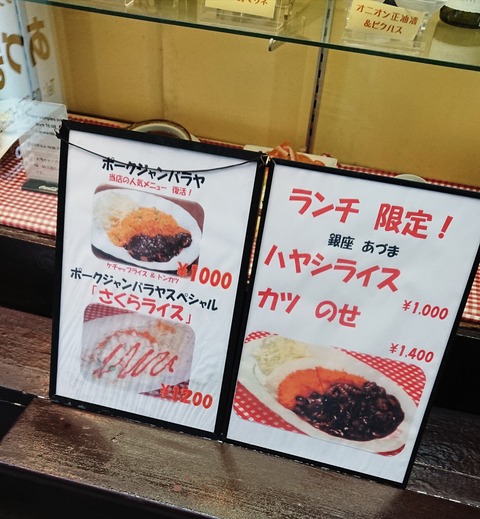 オニオン正油漬
&ピクルス
ポークジャンバラヤ
当店の人気メニュー 復活！
ケチャップライス & トンカツ
¥1000
ポークジャンバラヤスペシャル
「さくらライス」
¥1200
ランチ 限定！
銀座 あづま
ハヤシライス
¥1.000
カツ のせ
¥1.400